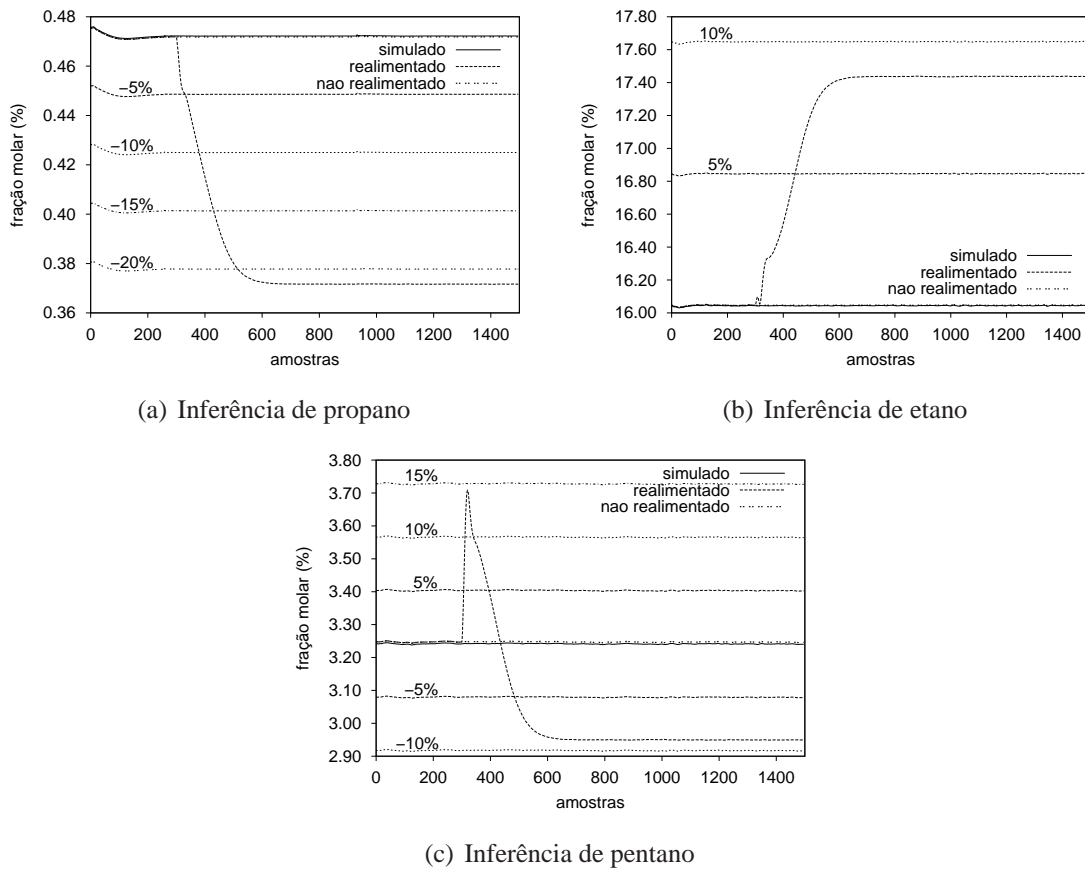 0.48
0.46
0.44
0.42
0.40
0.38
0.36
0 200 400 600 800 1000 1200 1400
fração molar (%)
amostras
simulado
realimentado
nao realimentado
–5%
–10%
–15%
–20%
(a) Inferência de propano
17.80
17.60
17.40
17.20
17.00
16.80
16.60
16.40
16.20
16.00
0 200 400 600 800 1000 1200 1400
fração molar (%)
amostras
10%
5%
simulado
realimentado
nao realimentado
(b) Inferência de etano
3.80
3.70
3.60
3.50
3.40
3.30
3.20
3.10
3.00
2.90
0 200 400 600 800 1000 1200 1400
fração molar (%)
amostras
simulado
realimentado
nao realimentado
15%
10%
5%
–5%
–10%
(c) Inferência de pentano